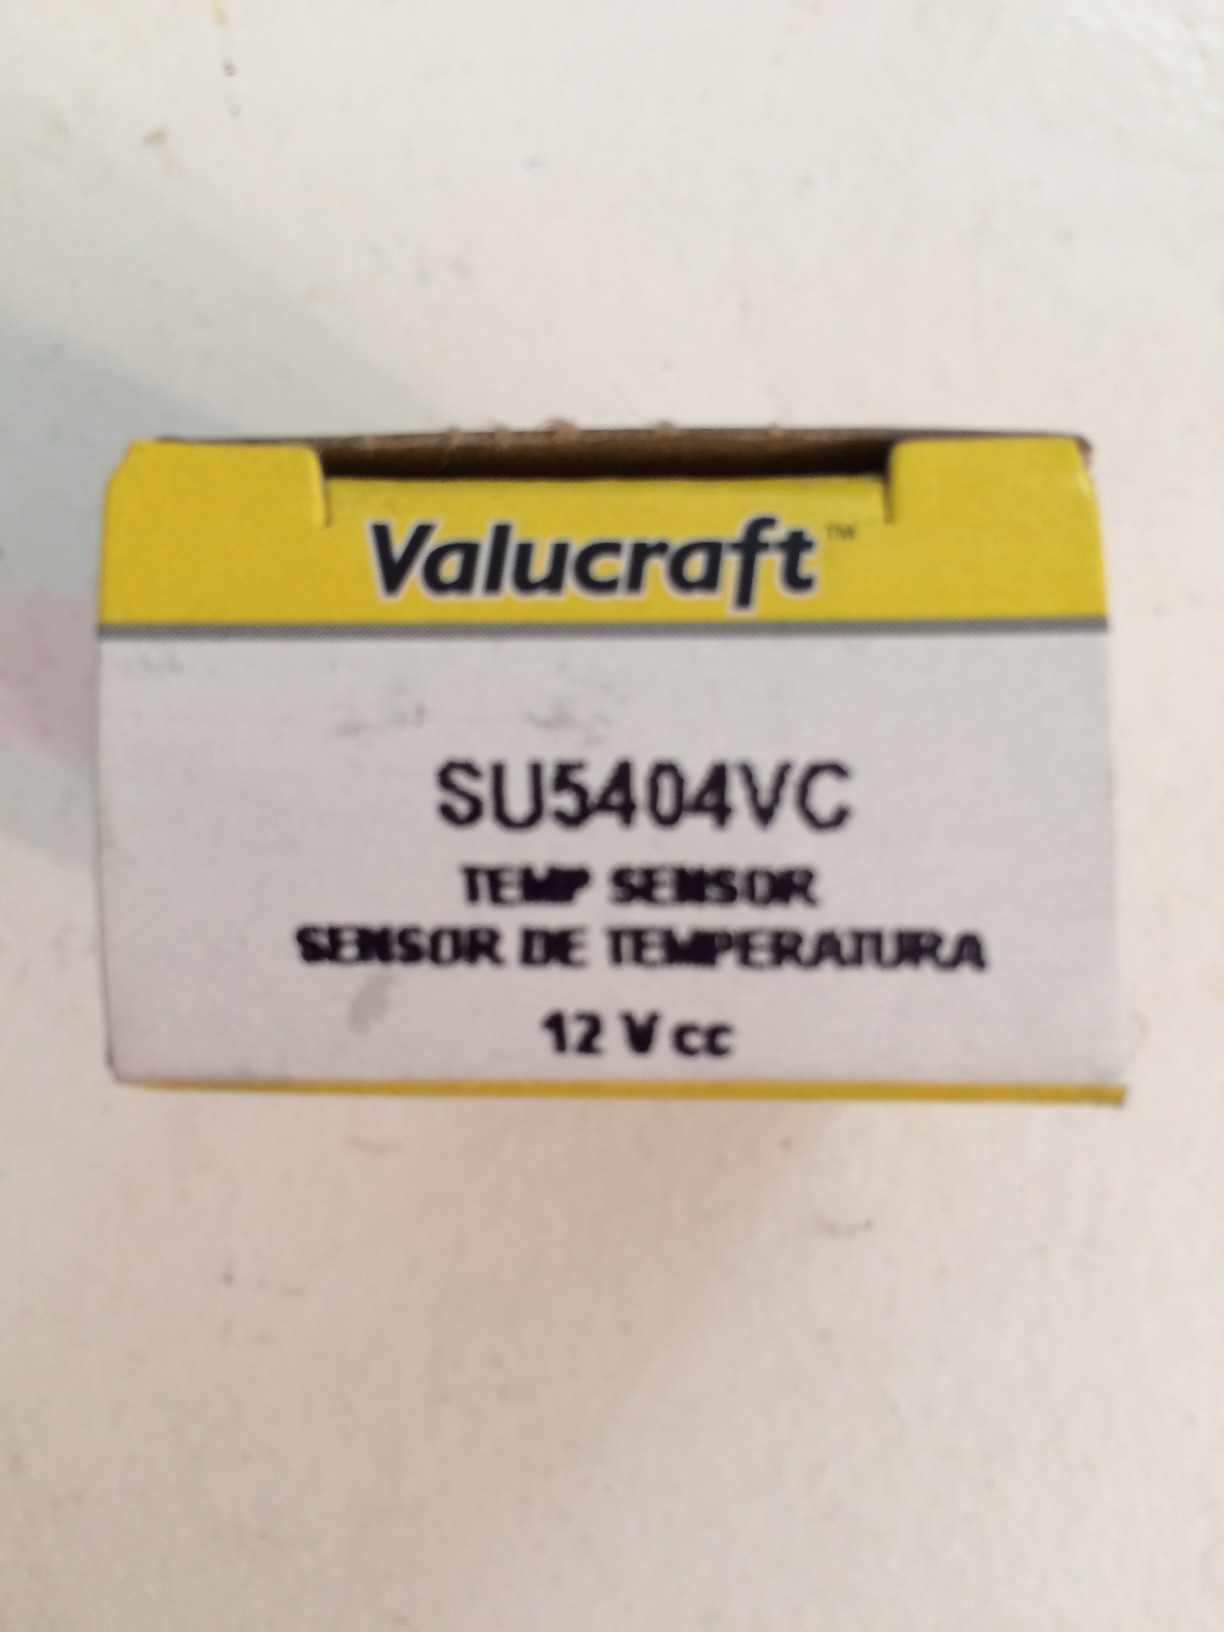 Valucraft™
SU5404VC
TEMP SENSOR
SENSOR DE TEMPERATURA
12 V cc